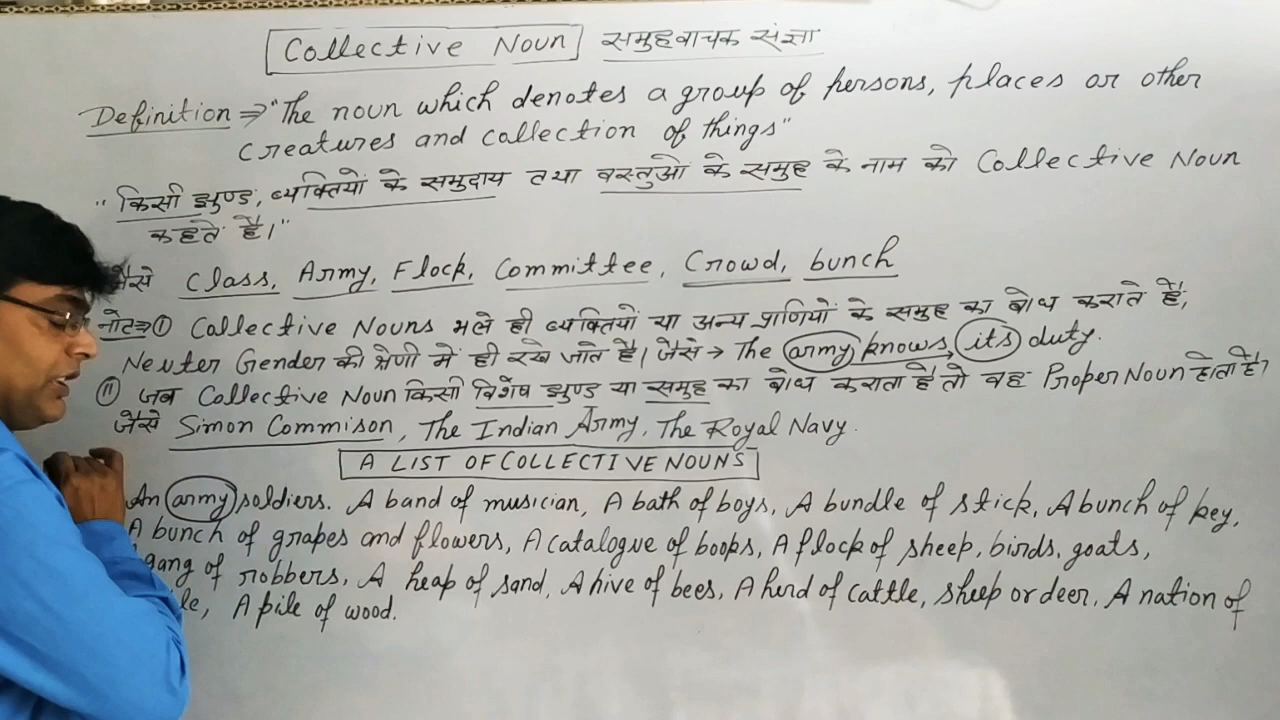 Collective Noun समुहवाचक संज्ञा
Definition ⇒ "The noun which denotes a group of persons, places or other
creatures and collection of things"
"किसी झुण्ड, व्यक्तियों के समुदाय तथा वस्तुओं के समुह के नाम को Collective Noun
कहते हैं।"
जैसे Class, Army, Flock, Committee, Crowd, bunch
नोट⇒ ① Collective Nouns भले ही व्यक्तियों या अन्य प्राणियों के समुह का बोध कराते हैं,
Neuter Gender की श्रेणी में ही रखे जाते है। जैसे → The army knows its duty.
⑪ जब Collective Noun किसी विशेष झुण्ड या समुह का बोध कराता है तो वह Proper Noun होता है,
जैसे Simon Commison, The Indian Army, The Royal Navy.
A LIST OF COLLECTIVE NOUNS
An army soldiers. A band of musician, A bath of boys, A bundle of stick, A bunch of key,
A bunch of grapes and flowers, A catalogue of books, A flock of sheep, birds, goats,
gang of robbers, A heap of sand, A hive of bees, A herd of cattle, sheep or deer, A nation of
A pile of wood.